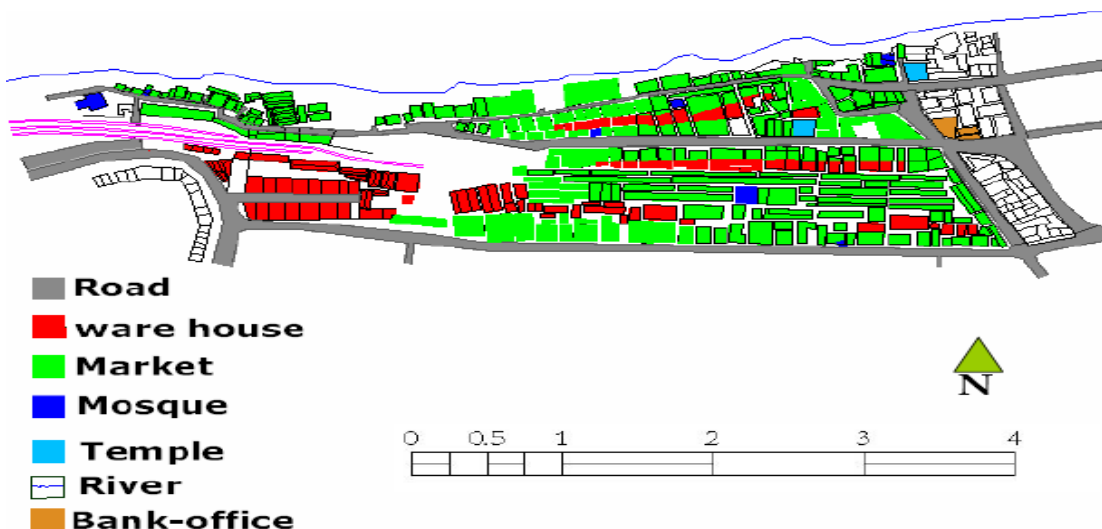 Road
ware house
Market
Mosque
Temple
River
Bank-office
N
0 0.5 1 2 3 4